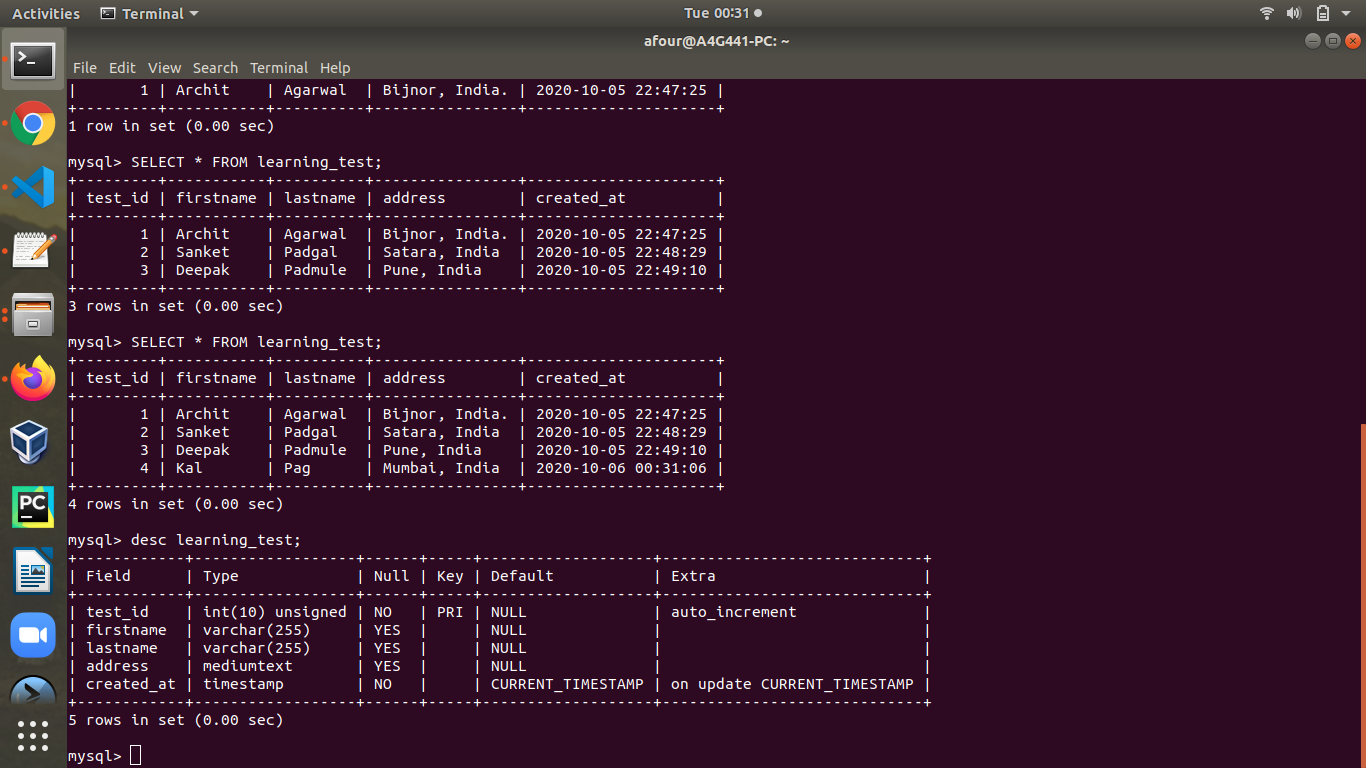 Activities Terminal Tue 00:31
afour@A4G441-PC: ~
File Edit View Search Terminal Help
|       1 | Archit    | Agarwal  | Bijnor, India. | 2020-10-05 22:47:25 |
+---------+-----------+----------+----------------+---------------------+
1 row in set (0.00 sec)

mysql> SELECT * FROM learning_test;
+---------+-----------+----------+----------------+---------------------+
| test_id | firstname | lastname | address        | created_at          |
+---------+-----------+----------+----------------+---------------------+
|       1 | Archit    | Agarwal  | Bijnor, India. | 2020-10-05 22:47:25 |
|       2 | Sanket    | Padgal   | Satara, India  | 2020-10-05 22:48:29 |
|       3 | Deepak    | Padmule  | Pune, India    | 2020-10-05 22:49:10 |
+---------+-----------+----------+----------------+---------------------+
3 rows in set (0.00 sec)

mysql> SELECT * FROM learning_test;
+---------+-----------+----------+----------------+---------------------+
| test_id | firstname | lastname | address        | created_at          |
+---------+-----------+----------+----------------+---------------------+
|       1 | Archit    | Agarwal  | Bijnor, India. | 2020-10-05 22:47:25 |
|       2 | Sanket    | Padgal   | Satara, India  | 2020-10-05 22:48:29 |
|       3 | Deepak    | Padmule  | Pune, India    | 2020-10-05 22:49:10 |
|       4 | Kal       | Pag      | Mumbai, India  | 2020-10-06 00:31:06 |
+---------+-----------+----------+----------------+---------------------+
4 rows in set (0.00 sec)

mysql> desc learning_test;
+------------+------------------+------+-----+-------------------+-----------------------------+
| Field      | Type             | Null | Key | Default           | Extra                       |
+------------+------------------+------+-----+-------------------+-----------------------------+
| test_id    | int(10) unsigned | NO   | PRI | NULL              | auto_increment              |
| firstname  | varchar(255)     | YES  |     | NULL              |                             |
| lastname   | varchar(255)     | YES  |     | NULL              |                             |
| address    | mediumtext       | YES  |     | NULL              |                             |
| created_at | timestamp        | NO   |     | CURRENT_TIMESTAMP | on update CURRENT_TIMESTAMP |
+------------+------------------+------+-----+-------------------+-----------------------------+
5 rows in set (0.00 sec)

mysql>
PC